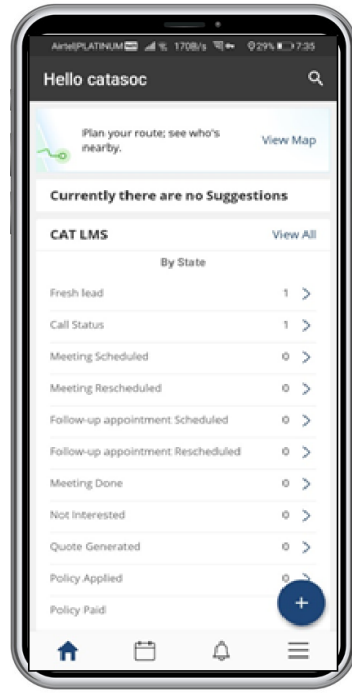 Airtel|PLATINUM 170B/s 29% 7:35
Hello catasoc
Plan your route; see who's
nearby.
View Map
Currently there are no Suggestions
CAT LMS View All
By State
Fresh lead 1
Call Status 1
Meeting Scheduled 0
Meeting Rescheduled 0
Follow-up appointment Scheduled 0
Follow-up appointment Rescheduled 0
Meeting Done 0
Not Interested 0
Quote Generated 0
Policy Applied 0
Policy Paid
+